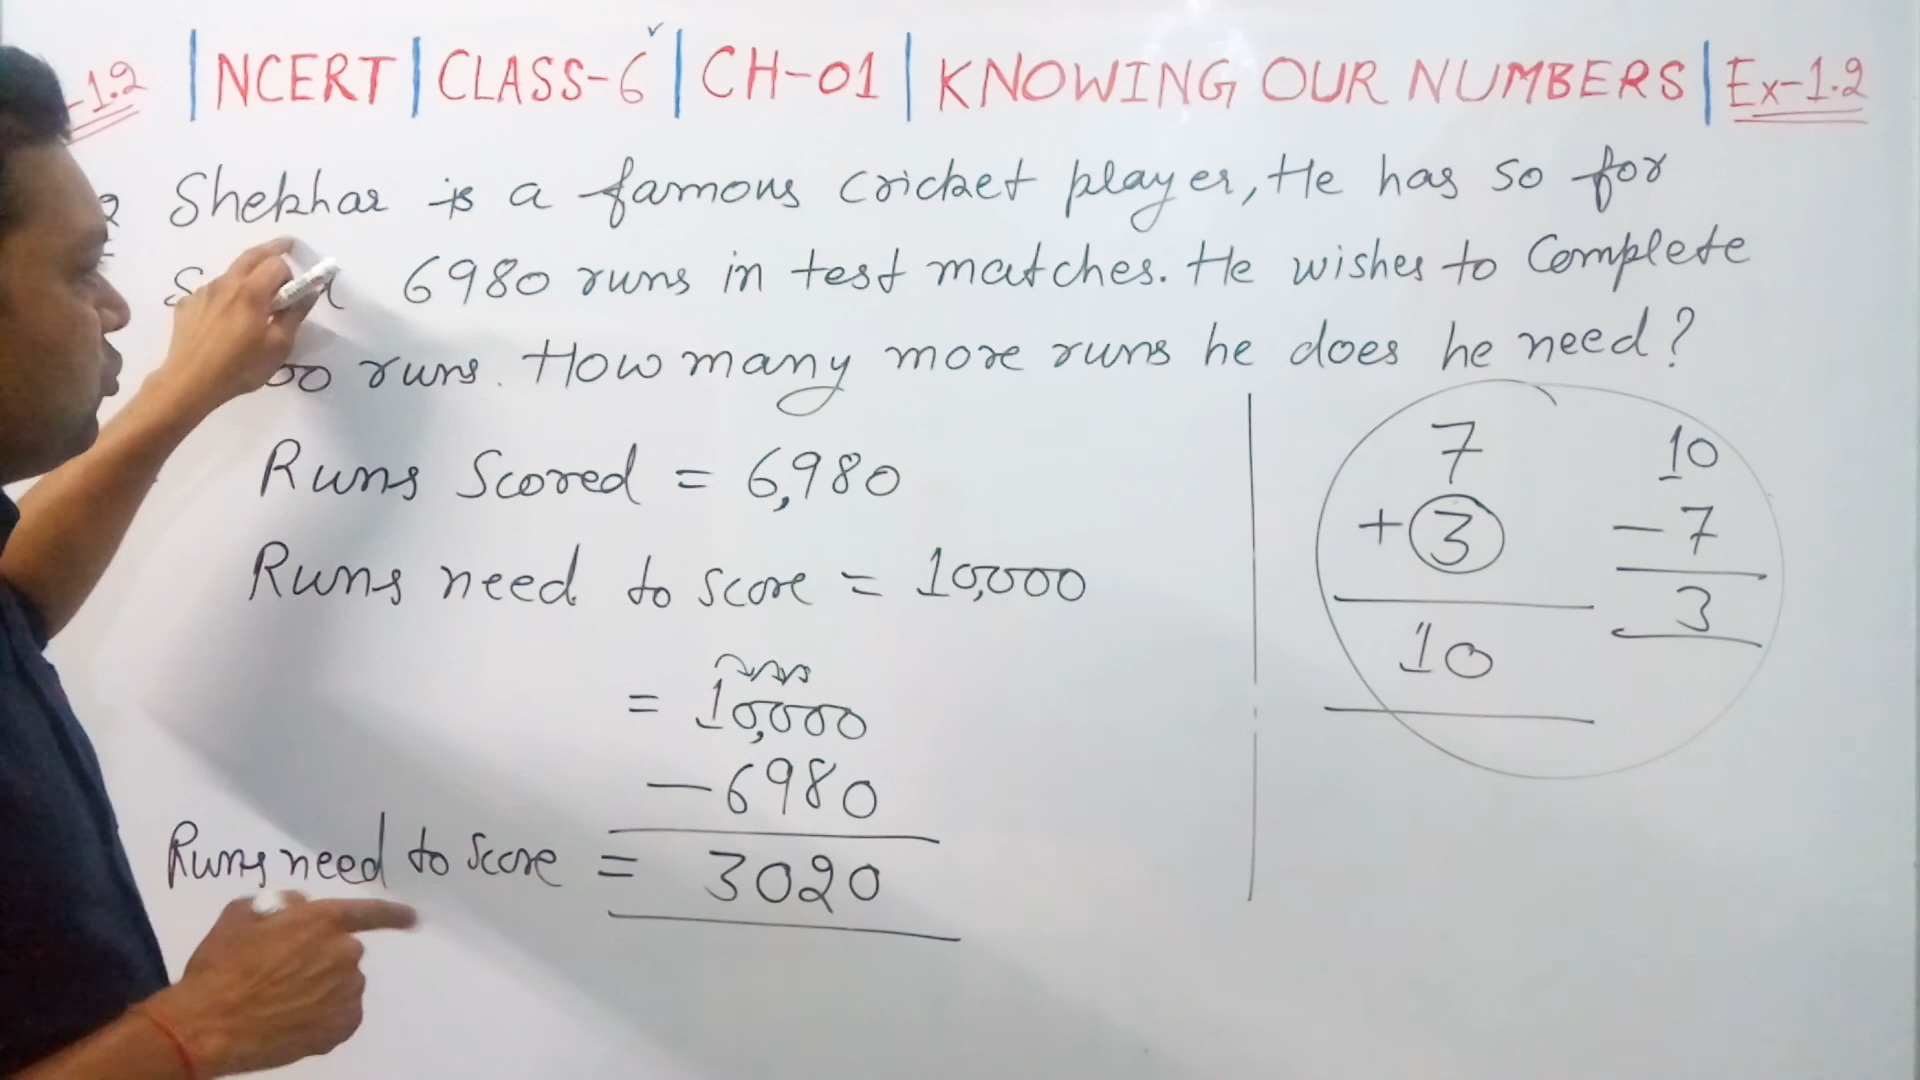 -1.2 | NCERT | CLASS-6 | CH-01 | KNOWING OUR NUMBERS | Ex-1.2
Shekhar is a famous cricket player, He has so for
6980 runs in test matches. He wishes to Complete
runs. How many more runs he does he need?
Runs Scored = 6,980
Runs need to score = 10,000
= 10,000
- 6980
Runs need to score = 3020
7
+ 3
10
10
- 7
3